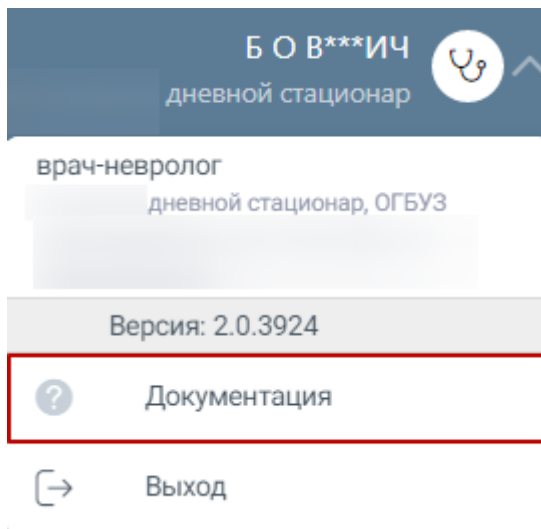 Б О В***ИЧ
дневной стационар
врач-невролог
дневной стационар, ОГБУЗ
Версия: 2.0.3924
Документация
Выход